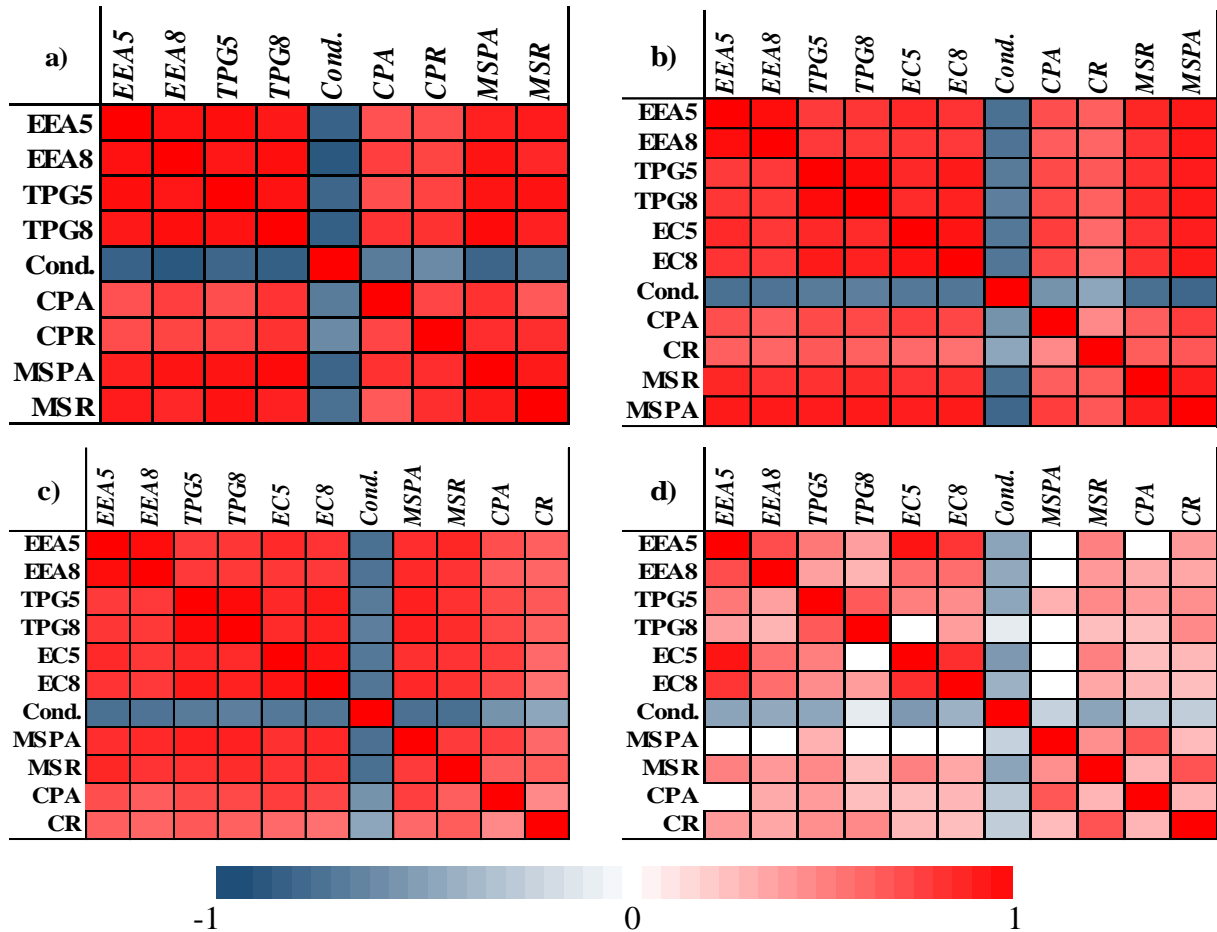 a) EEA5 EEA8 TPG5 TPG8 Cond. CPA CPR MSPA MSR
EEA5
EEA8
TPG5
TPG8
Cond.
CPA
CPR
MSPA
MSR
b) EEA5 EEA8 TPG5 TPG8 EC5 EC8 Cond. CPA CR MSR MSPA
EEA5
EEA8
TPG5
TPG8
EC5
EC8
Cond.
CPA
CR
MSR
MSPA
c) EEA5 EEA8 TPG5 TPG8 EC5 EC8 Cond. MSPA MSR CPA CR
EEA5
EEA8
TPG5
TPG8
EC5
EC8
Cond.
MSPA
MSR
CPA
CR
d) EEA5 EEA8 TPG5 TPG8 EC5 EC8 Cond. MSPA MSR CPA CR
EEA5
EEA8
TPG5
TPG8
EC5
EC8
Cond.
MSPA
MSR
CPA
CR
-1 0 1